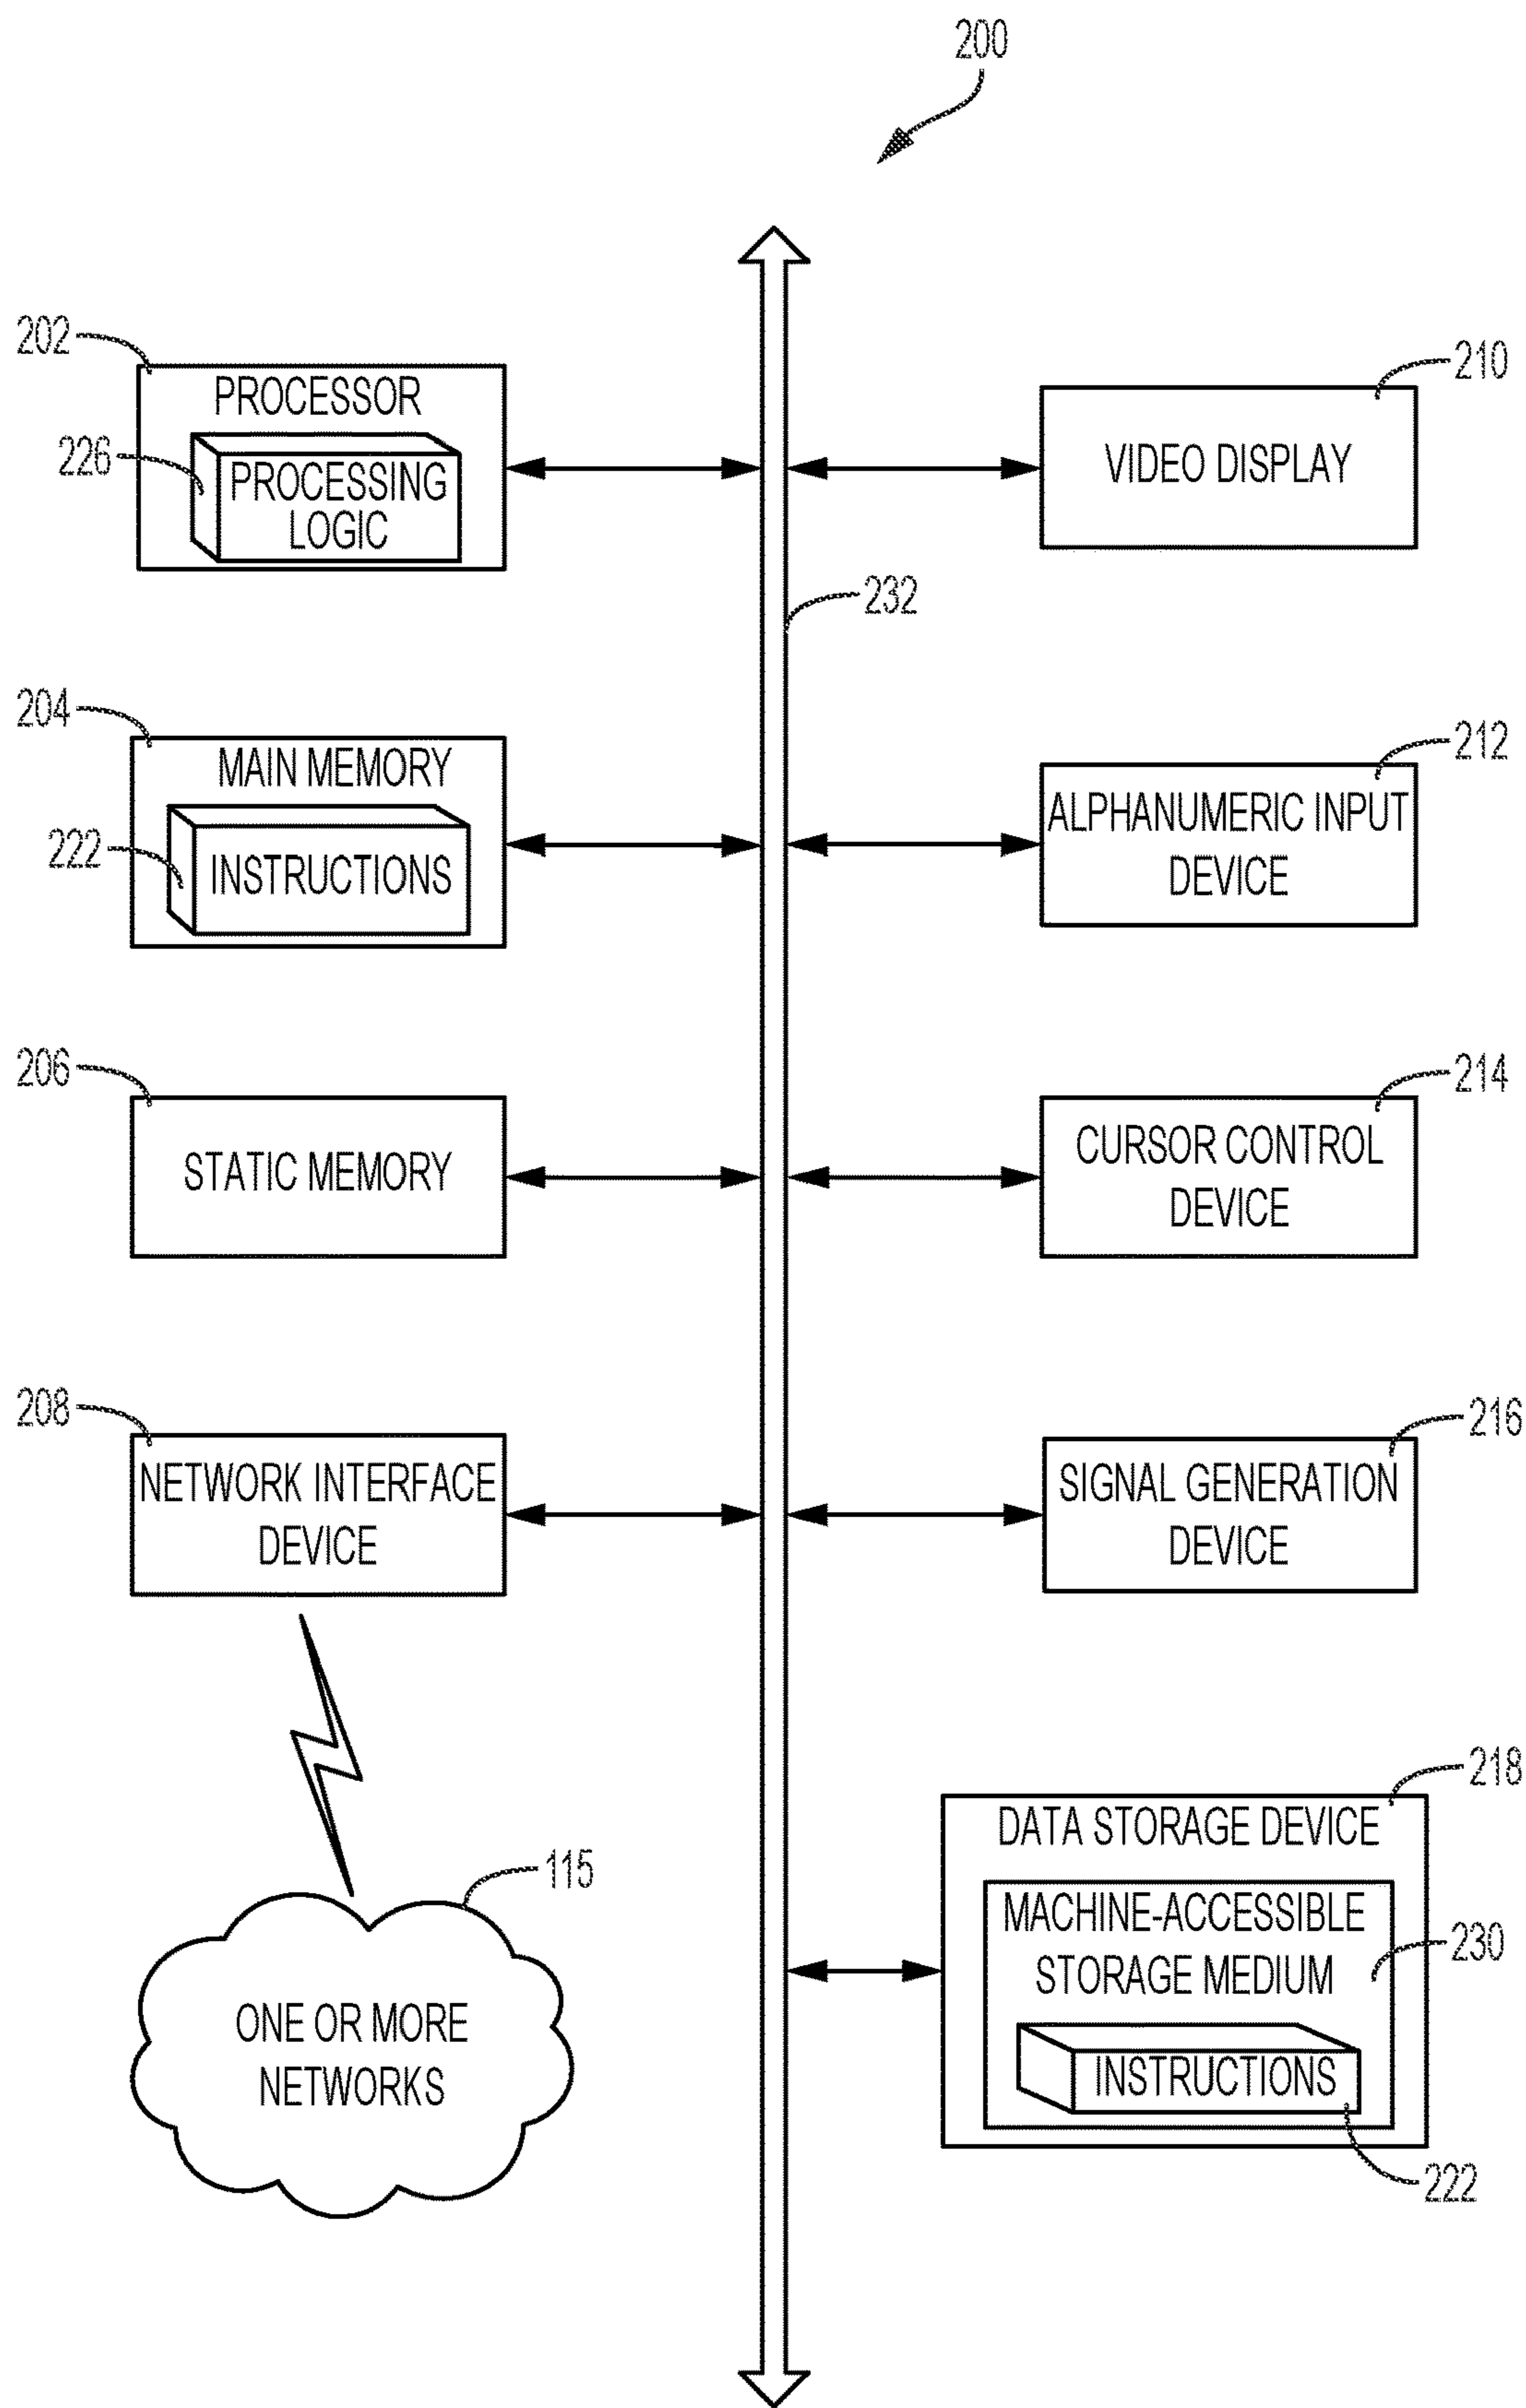 200
202
PROCESSOR
226
PROCESSING
LOGIC
210
VIDEO DISPLAY
232
204
MAIN MEMORY
222
INSTRUCTIONS
212
ALPHANUMERIC INPUT
DEVICE
206
STATIC MEMORY
214
CURSOR CONTROL
DEVICE
208
NETWORK INTERFACE
DEVICE
216
SIGNAL GENERATION
DEVICE
115
ONE OR MORE
NETWORKS
218
DATA STORAGE DEVICE
MACHINE-ACCESSIBLE
STORAGE MEDIUM
230
INSTRUCTIONS
222